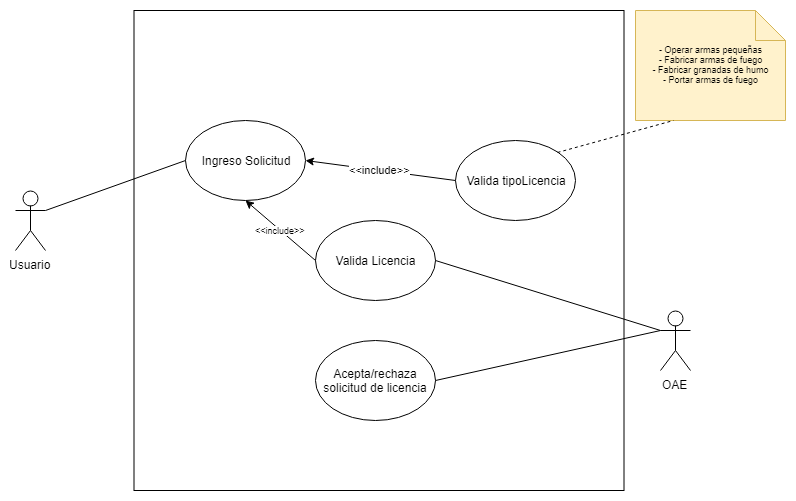 - Operar armas pequeñas
- Fabricar armas de fuego
- Fabricar granadas de humo
- Portar armas de fuego
Ingreso Solicitud
<<include>>
Valida tipoLicencia
<<include>>
Usuario
Valida Licencia
Acepta/rechaza
solicitud de licencia
OAE